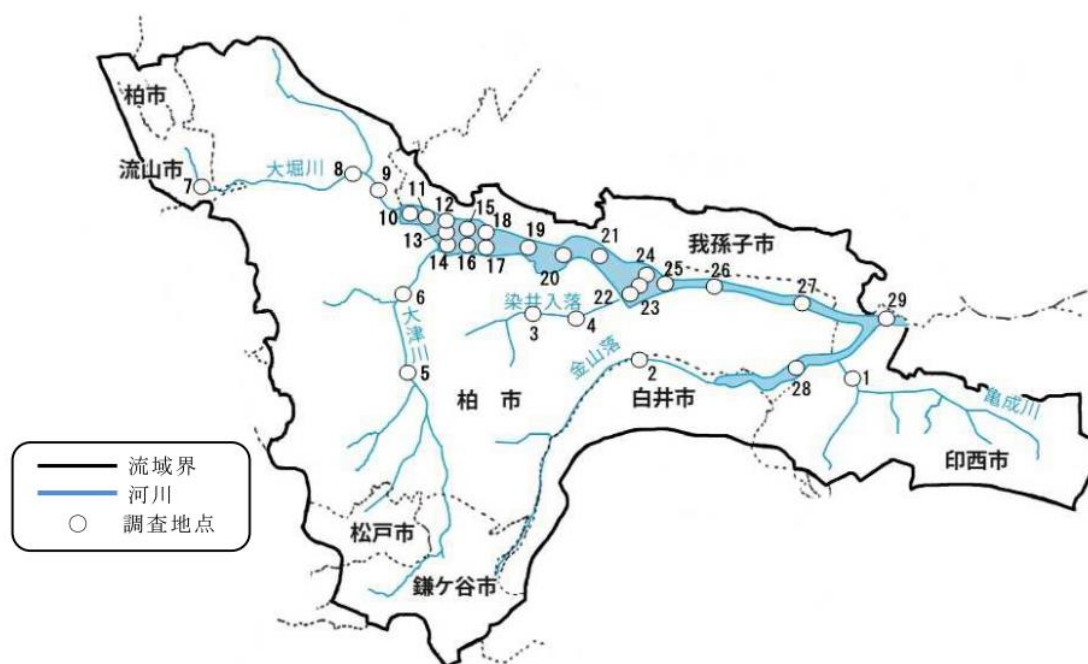 柏市
流山市
7
大堀川
8
9
10
11
12
13
14
15
16
17
18
19
20
21
22
23
24
25
26
27
28
29
我孫子市
6
大津川
5
染井入落
3
4
金山落
2
1
柏 市
白井市
亀成川
印西市
松戸市
鎌ケ谷市
流域界
河川
調査地点